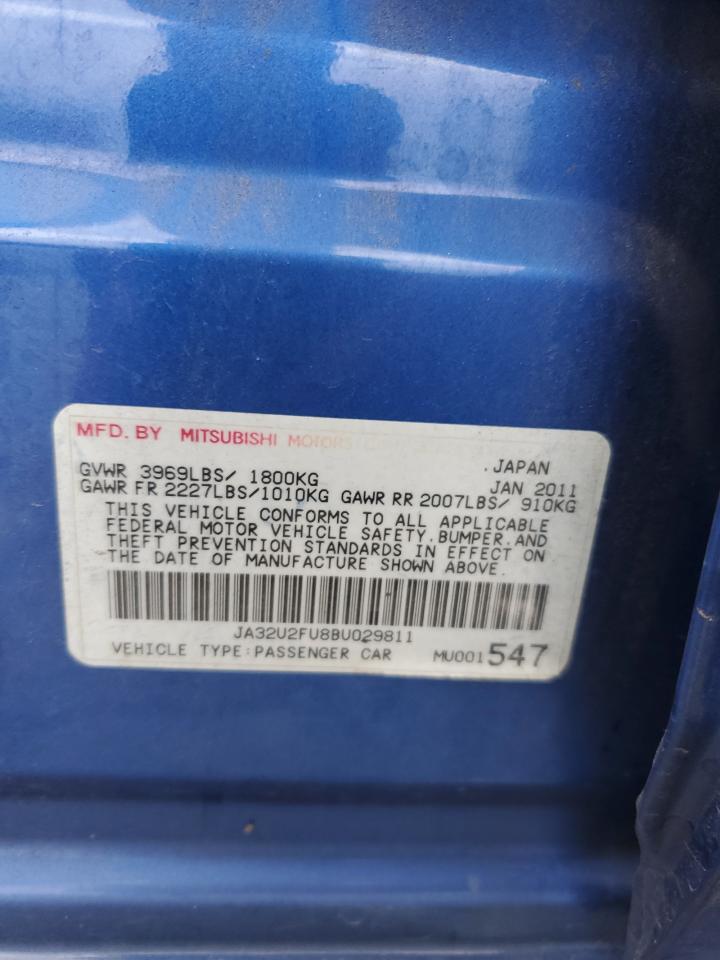 MFD. BY MITSUBISHI MOTORS
JAPAN
GVWR 3969LBS/ 1800KG JAN 2011
GAWR FR 2227LBS/1010KG GAWR RR 2007LBS/ 910KG
THIS VEHICLE CONFORMS TO ALL APPLICABLE
FEDERAL MOTOR VEHICLE SAFETY.BUMPER.AND
THEFT PREVENTION STANDARDS IN EFFECT ON
THE DATE OF MANUFACTURE SHOWN ABOVE.
JA32U2FU8BU029811
VEHICLE TYPE:PASSENGER CAR MU001547